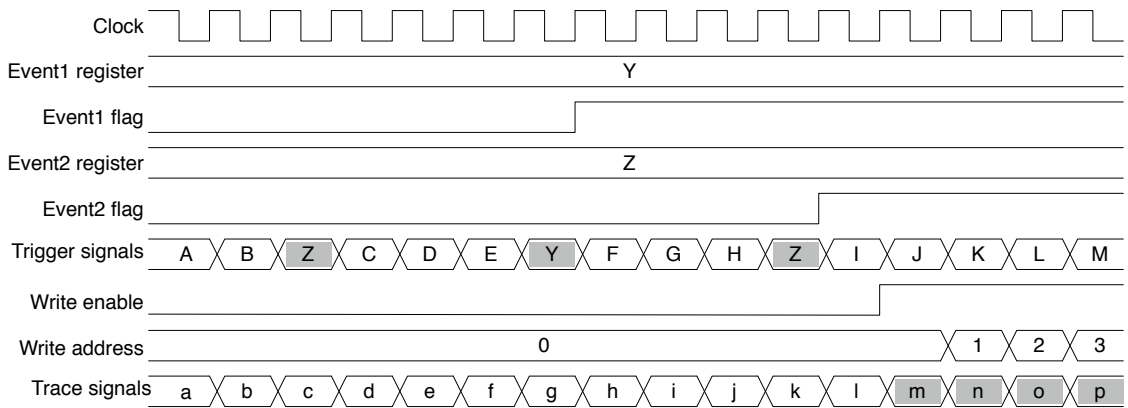 Clock
Event1 register Y
Event1 flag
Event2 register Z
Event2 flag
Trigger signals A B Z C D E Y F G H Z I J K L M
Write enable
Write address 0 1 2 3
Trace signals a b c d e f g h i j k l m n o p